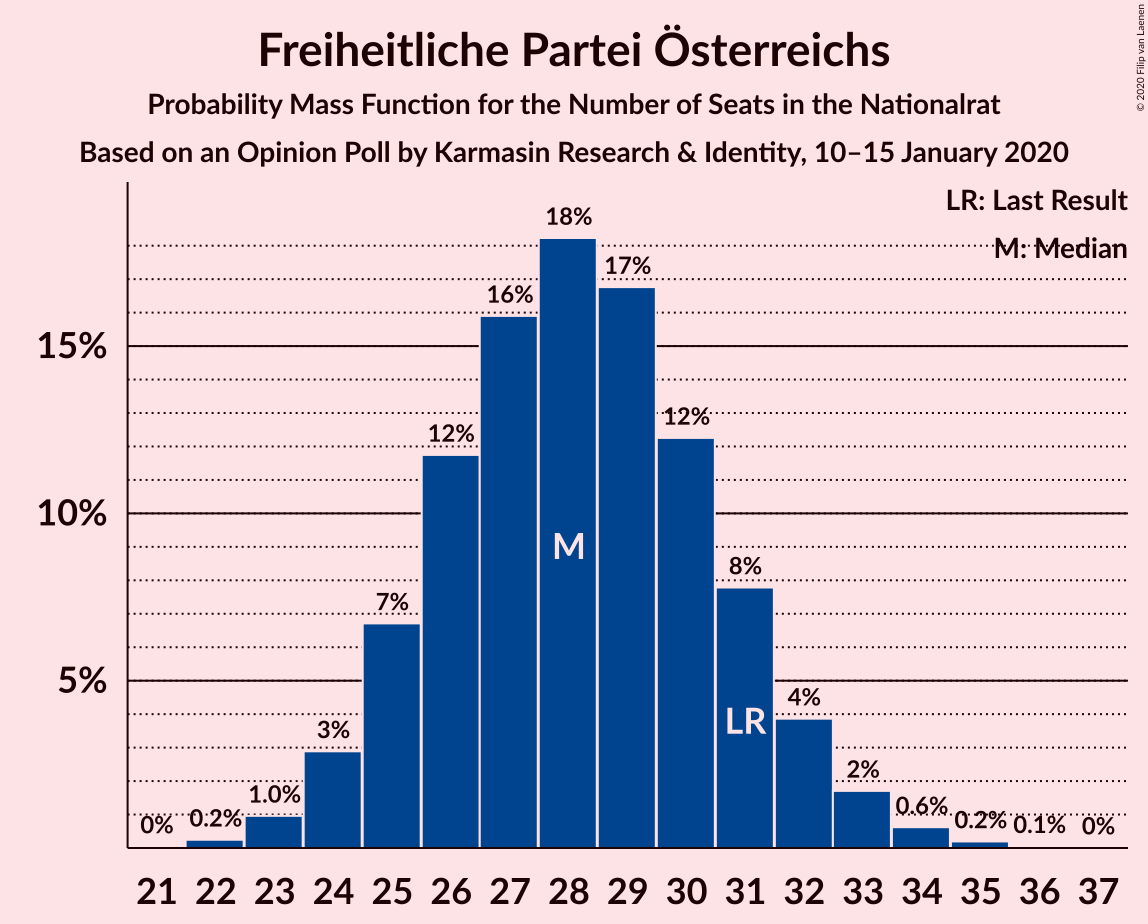 Freiheitliche Partei Österreichs
Probability Mass Function for the Number of Seats in the Nationalrat
Based on an Opinion Poll by Karmasin Research & Identity, 10–15 January 2020
© 2020 Filip van Laenen
LR: Last Result
M: Median
15%
10%
5%
0%
0.2%
1.0%
3%
7%
12%
16%
18%
17%
12%
8%
4%
2%
0.6%
0.2%
0.1%
0%
M
LR
21 22 23 24 25 26 27 28 29 30 31 32 33 34 35 36 37